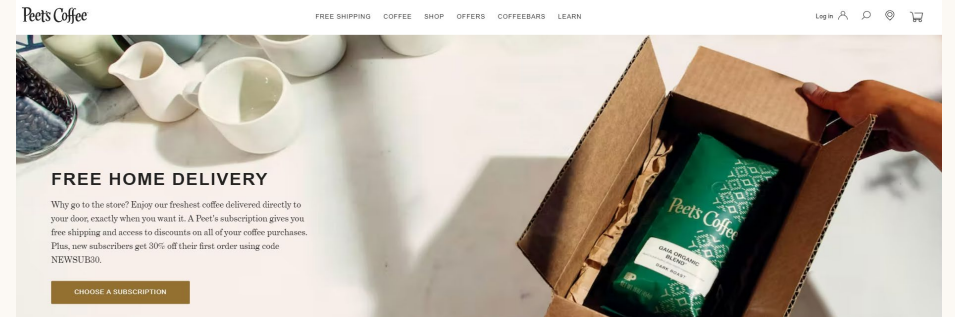 Peet's Coffee
FREE SHIPPING COFFEE SHOP OFFERS COFFEEBARS LEARN
Log in
FREE HOME DELIVERY
Why go to the store? Enjoy our freshest coffee delivered directly to
your door, exactly when you want it. A Peet's subscription gives you
free shipping and access to discounts on all of your coffee purchases.
Plus, new subscribers get 30% off their first order using code
NEWSUB30.
CHOOSE A SUBSCRIPTION
Peet's Coffee
GAIA ORGANIC
BLEND
DARK ROAST